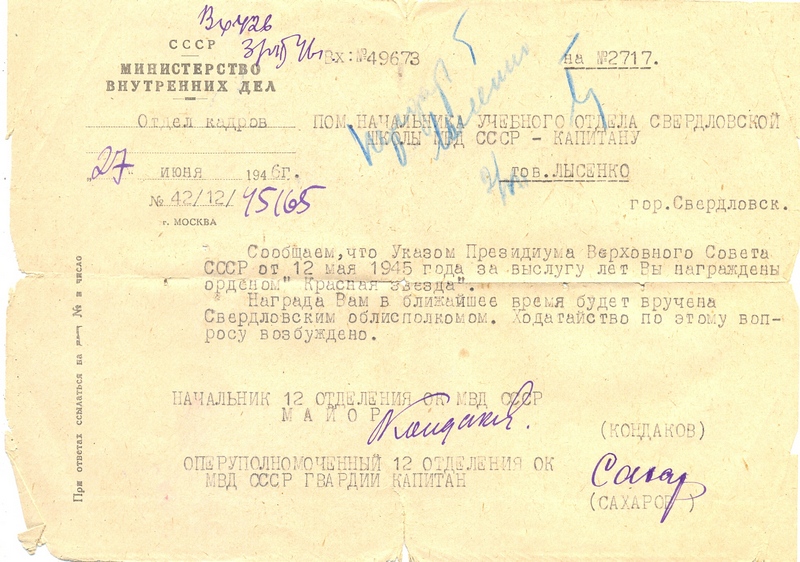 Вх 426
СССР
МИНИСТЕРСТВО
ВНУТРЕННИХ ДЕЛ
Вх:№49673
на №2717.
Отдел кадров
ПОМ НАЧАЛЬНИКА УЧЕБНОГО ОТДЕЛА СВЕРДЛОВСКОЙ
ШКОЛЫ МВД СССР - КАПИТАНУ
тов.ЛЫСЕНКО
гор.Свердловск.
"27" июня 1946г.
№ 42/12/ 45165
г. МОСКВА
Сообщаем,что Указом Президиума Верховного Совета
СССР от 12 мая 1945 года за выслугу лет Вы награждены
орденом" Красная звезда".
Награда Вам в ближайшее время будет вручена
Свердловским облисполкомом. Ходатайство по этому воп-
росу возбуждено.
НАЧАЛЬНИК 12 ОТДЕЛЕНИЯ ОК МВД СССР
МАЙОР
(КОНДАКОВ)
ОПЕРУПОЛНОМОЧЕННЫЙ 12 ОТДЕЛЕНИЯ ОК
МВД СССР ГВАРДИИ КАПИТАН
(САХАРОВ)
При ответах ссылаться на № и число